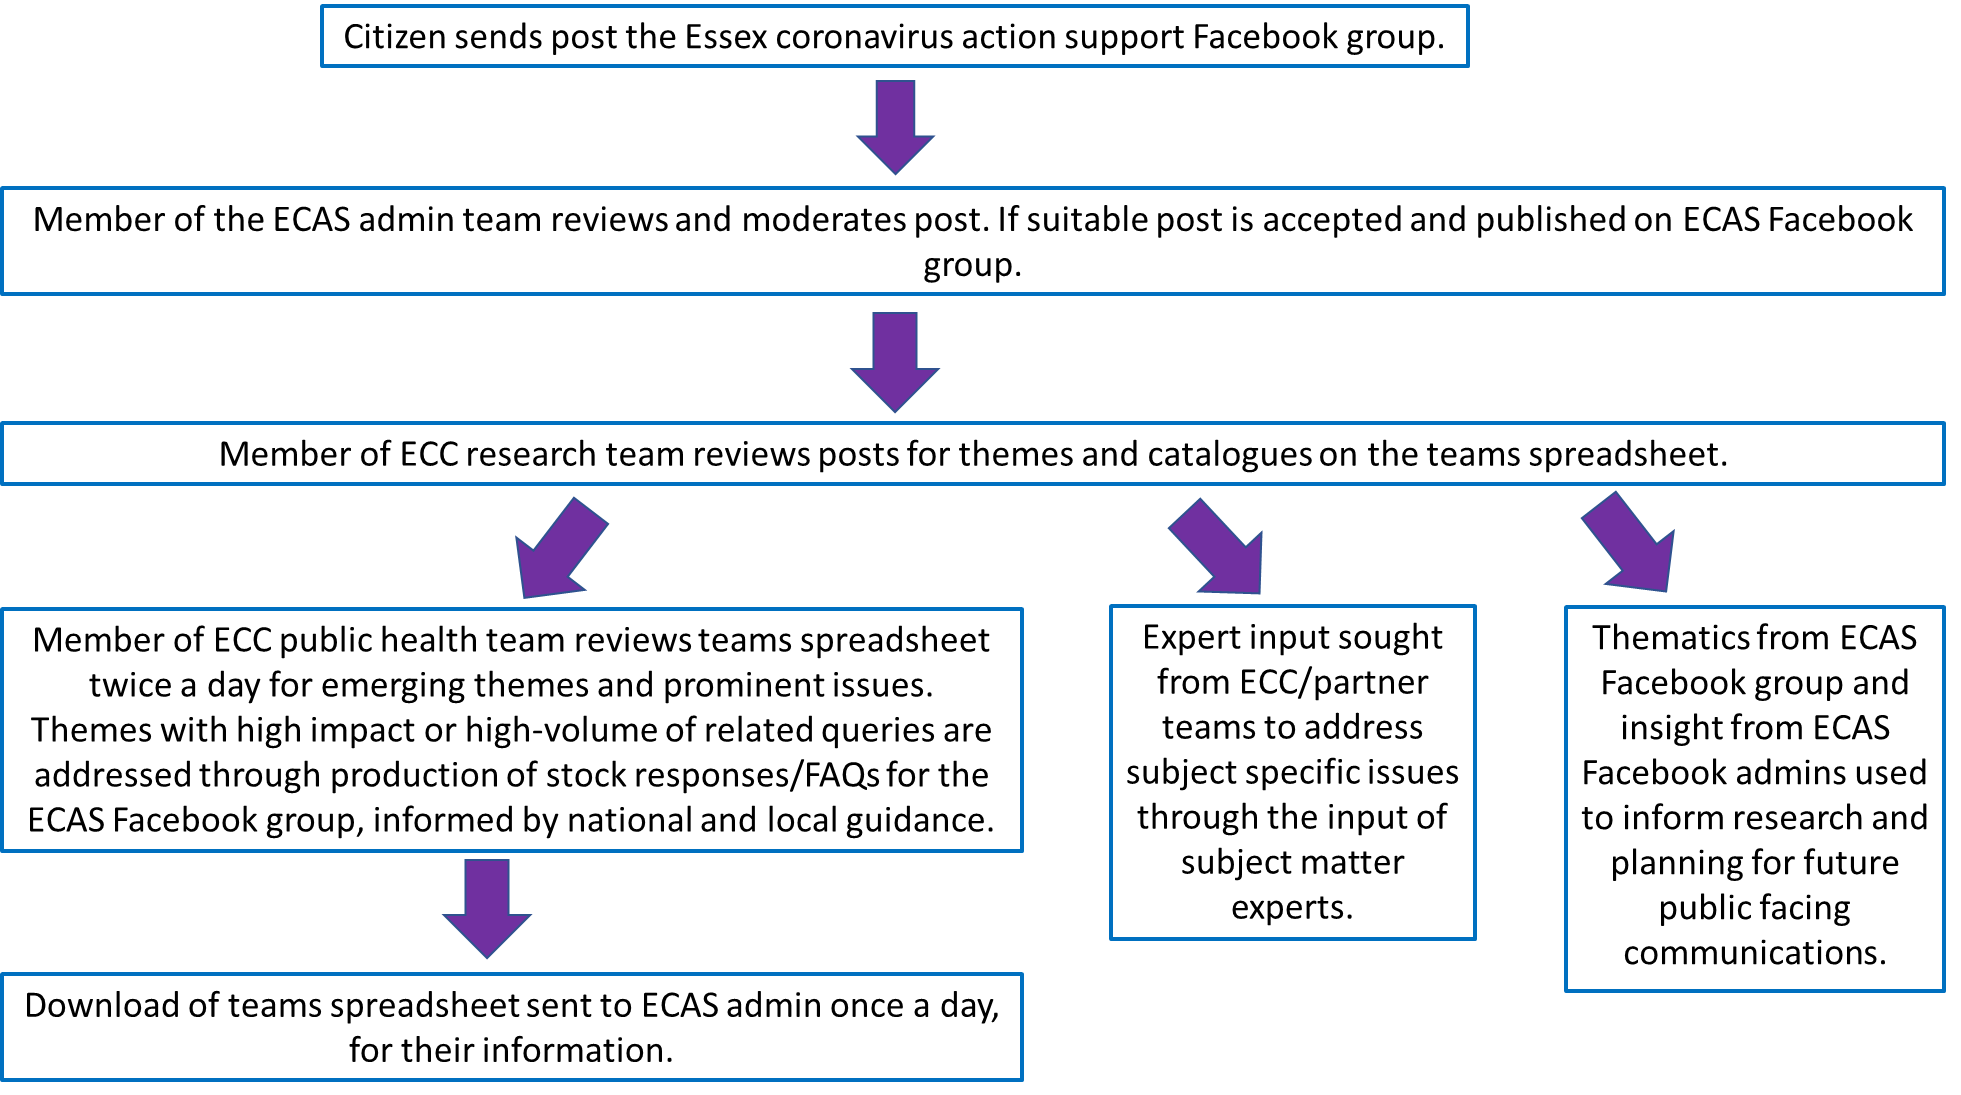 Citizen sends post the Essex coronavirus action support Facebook group.
Member of the ECAS admin team reviews and moderates post. If suitable post is accepted and published on ECAS Facebook
group.
Member of ECC research team reviews posts for themes and catalogues on the teams spreadsheet.
Member of ECC public health team reviews teams spreadsheet
twice a day for emerging themes and prominent issues.
Themes with high impact or high-volume of related queries are
addressed through production of stock responses/FAQs for the
ECAS Facebook group, informed by national and local guidance.
Download of teams spreadsheet sent to ECAS admin once a day,
for their information.
Expert input sought
from ECC/partner
teams to address
subject specific issues
through the input of
subject matter
experts.
Thematics from ECAS
Facebook group and
insight from ECAS
Facebook admins used
to inform research and
planning for future
public facing
communications.